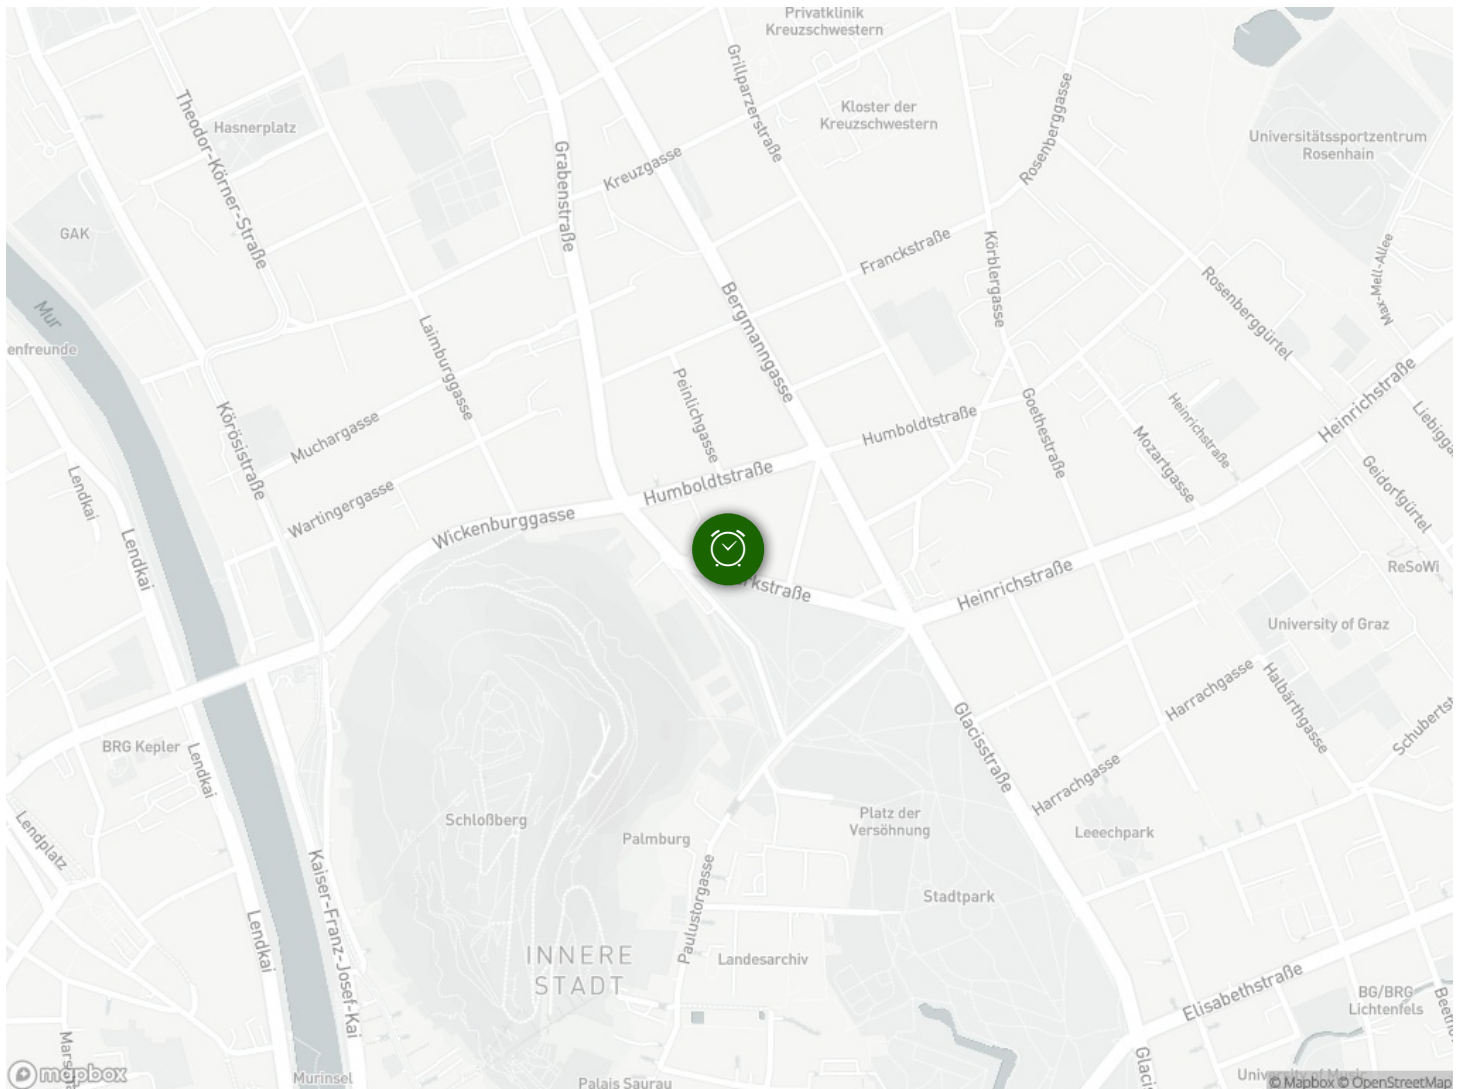 Privatklinik
Kreuzschwestern
Grillparzerstraße
Theodor-Körner-Straße
Hasnerplatz
Kloster der
Kreuzschwestern
Rosenberggasse
Universitätssportzentrum
Rosenhain
Grabenstraße
Kreuzgasse
GAK
Franckstraße
Körblergasse
Max-Mell-Allee
Mur
Bergmanngasse
Rosenberggürtel
Laimburggasse
enfreunde
Peinlichgasse
Heinrichstraße
Heinrichstraße
Goethestraße
Körösistraße
Muchargasse
Humboldtstraße
Mozartgasse
Geidorfgürtel
Lendkai
Wartingergasse
Humboldtstraße
Wickenburggasse
Lendkai
rkstraße
Heinrichstraße
ReSoWi
University of Graz
Harrachgasse
Halbärthgasse
Schubertst
Glacisstraße
BRG Kepler
Lendkai
Harrachgasse
Lendplatz
Schloßberg
Palmburg
Platz der
Versöhnung
Leeechpark
Kaiser-Franz-Josef-Kai
Paulustorgasse
Stadtpark
Lendkai
INNERE
STADT
Landesarchiv
Elisabethstraße
BG/BRG
Lichtenfels
mapbox
Murinsel
Palais Saurau
© Mapbox © OpenStreetMap